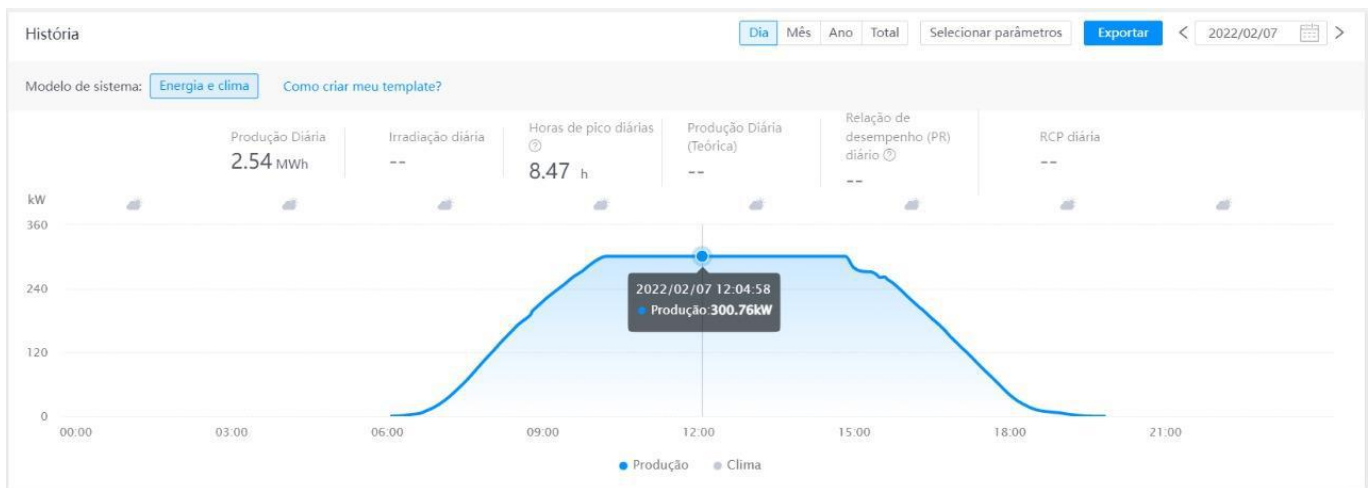 História
Dia Mês Ano Total Selecionar parâmetros Exportar < 2022/02/07 >
Modelo de sistema: Energia e clima Como criar meu template?
Produção Diária
2.54 MWh
Irradiação diária
--
Horas de pico diárias
?
8.47 h
Produção Diária
(Teórica)
--
Relação de
desempenho (PR)
diário ?
--
RCP diária
--
kW
360
240
120
0
2022/02/07 12:04:58
Produção:300.76kW
00:00 03:00 06:00 09:00 12:00 15:00 18:00 21:00
Produção Clima